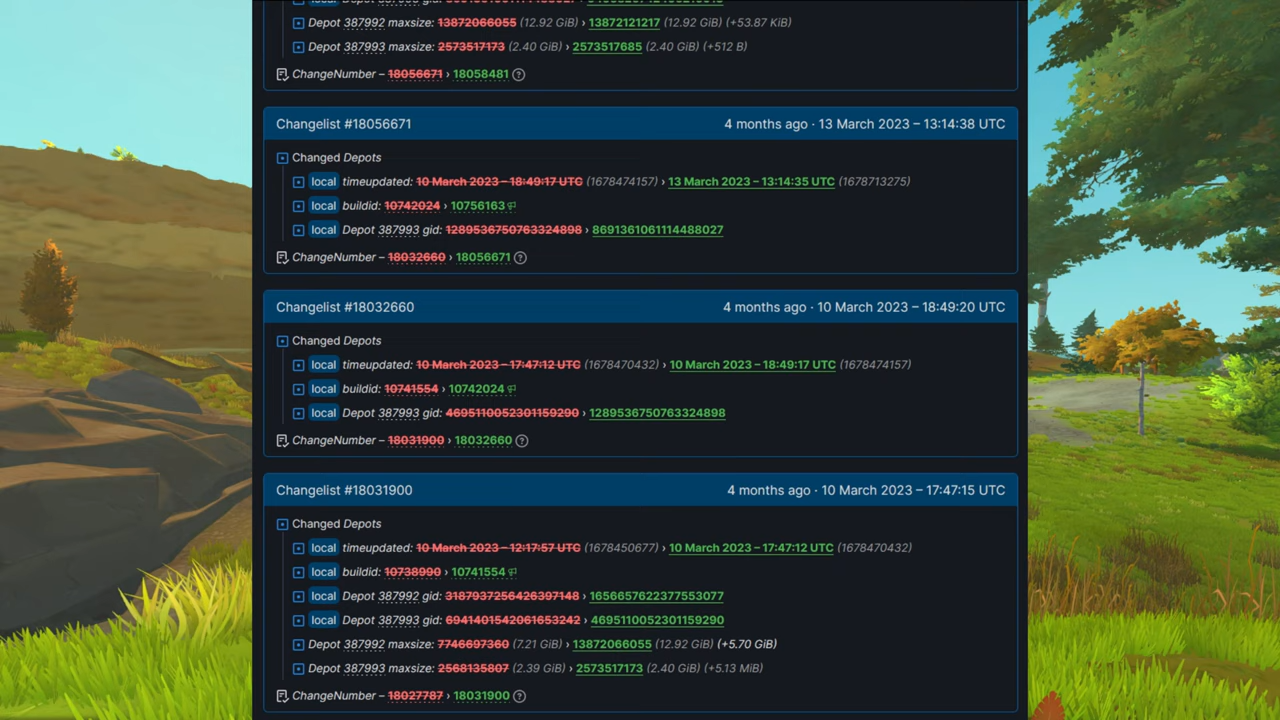 Depot 387992 maxsize: 13872066055 (12.92 GiB) › 13872121217 (12.92 GiB) (+53.87 KiB)
Depot 387993 maxsize: 2573517173 (2.40 GiB) › 2573517685 (2.40 GiB) (+512 B)
ChangeNumber – 18056671 › 18058481 ?
Changelist #18056671 4 months ago · 13 March 2023 – 13:14:38 UTC
Changed Depots
local timeupdated: 10 March 2023 – 18:49:17 UTC (1678474157) › 13 March 2023 – 13:14:35 UTC (1678713275)
local buildid: 10742024 › 10756163
local Depot 387993 gid: 1289536750763324898 › 8691361061114488027
ChangeNumber – 18032660 › 18056671 ?
Changelist #18032660 4 months ago · 10 March 2023 – 18:49:20 UTC
Changed Depots
local timeupdated: 10 March 2023 – 17:47:12 UTC (1678470432) › 10 March 2023 – 18:49:17 UTC (1678474157)
local buildid: 10741554 › 10742024
local Depot 387993 gid: 4695110052301159290 › 1289536750763324898
ChangeNumber – 18031900 › 18032660 ?
Changelist #18031900 4 months ago · 10 March 2023 – 17:47:15 UTC
Changed Depots
local timeupdated: 10 March 2023 – 12:17:57 UTC (1678450677) › 10 March 2023 – 17:47:12 UTC (1678470432)
local buildid: 10738990 › 10741554
local Depot 387992 gid: 3187937256426397148 › 1656657622377553077
local Depot 387993 gid: 6941401542061653242 › 4695110052301159290
Depot 387992 maxsize: 7746697360 (7.21 GiB) › 13872066055 (12.92 GiB) (+5.70 GiB)
Depot 387993 maxsize: 2568135807 (2.39 GiB) › 2573517173 (2.40 GiB) (+5.13 MiB)
ChangeNumber – 18027787 › 18031900 ?